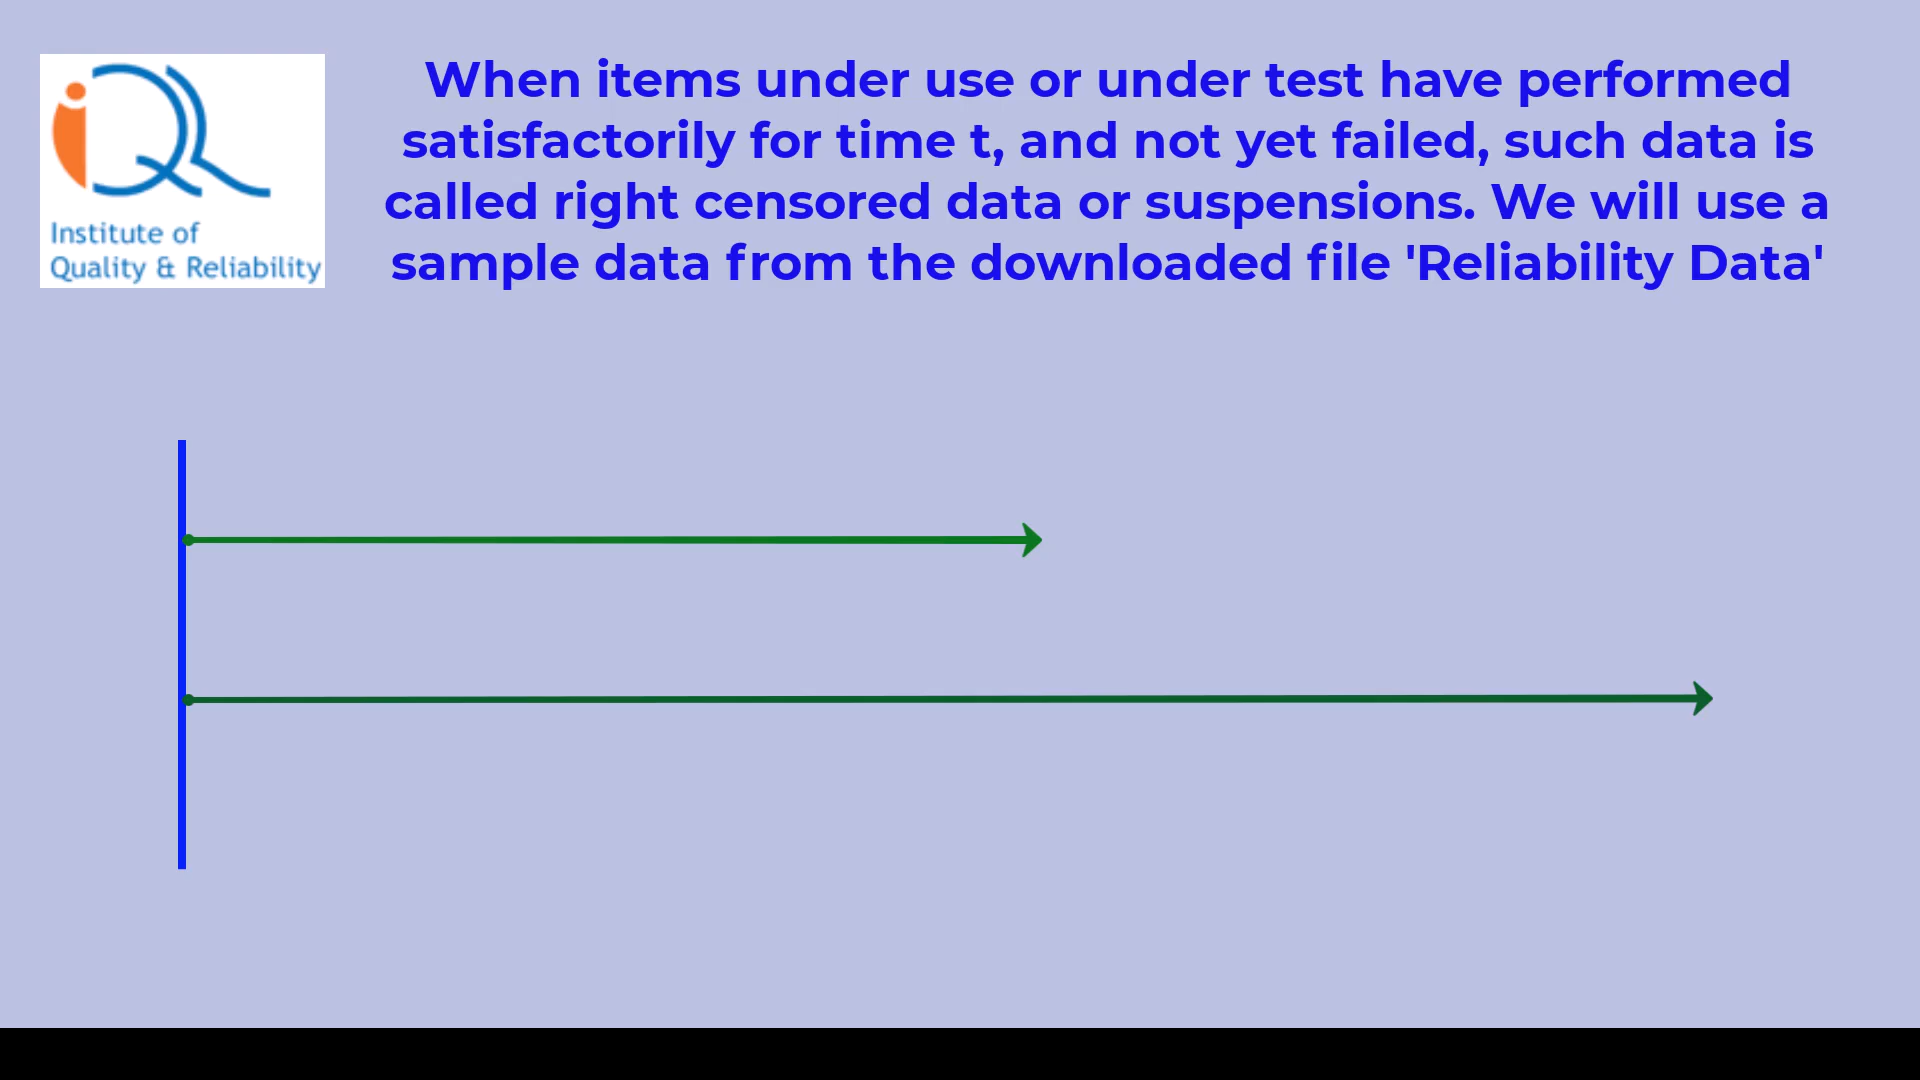 When items under use or under test have performed
satisfactorily for time t, and not yet failed, such data is
called right censored data or suspensions. We will use a
sample data from the downloaded file 'Reliability Data'
iQR
Institute of
Quality & Reliability